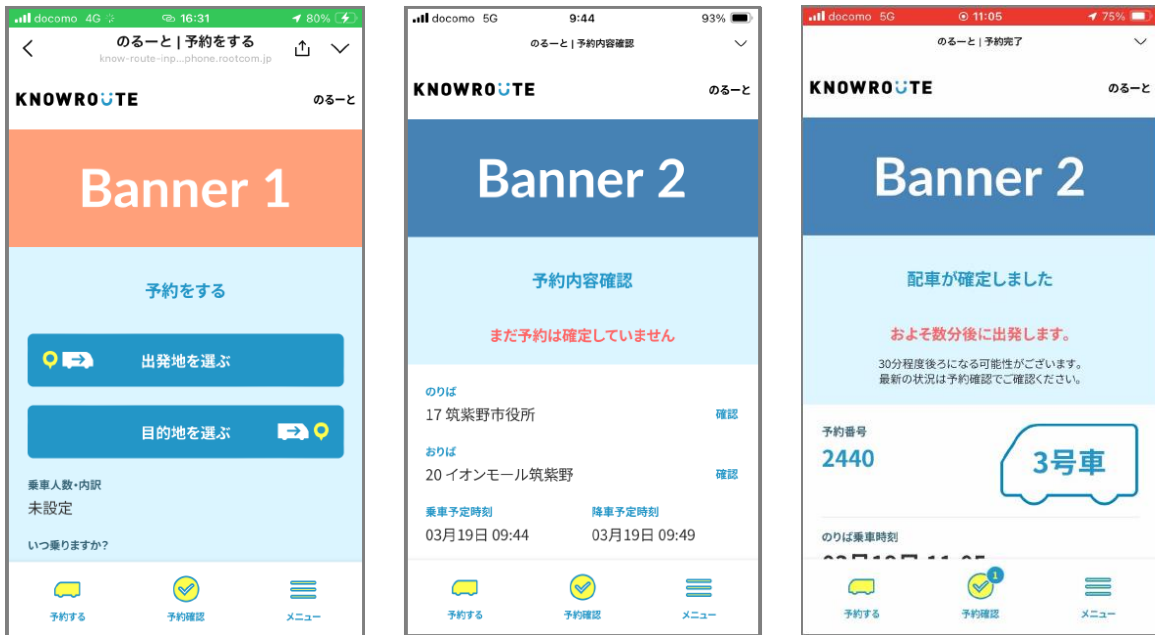 docomo 4G 16:31 80%
のるーと | 予約をする
know-route-inp...phone.rootcom.jp
KNOWROUTE のるーと
Banner 1
予約をする
出発地を選ぶ
目的地を選ぶ
乗車人数・内訳
未設定
いつ乗りますか?
予約する 予約確認 メニュー
docomo 5G 9:44 93%
のるーと | 予約内容確認
KNOWROUTE のるーと
Banner 2
予約内容確認
まだ予約は確定していません
のりば
17 筑紫野市役所 確認
おりば
20 イオンモール筑紫野 確認
乗車予定時刻 降車予定時刻
03月19日 09:44 03月19日 09:49
予約する 予約確認 メニュー
docomo 5G 11:05 75%
のるーと | 予約完了
KNOWROUTE のるーと
Banner 2
配車が確定しました
およそ数分後に出発します。
30分程度後ろになる可能性がございます。
最新の状況は予約確認でご確認ください。
予約番号
2440 3号車
のりば乗車時刻
03月19日 11:05
1
予約する 予約確認 メニュー